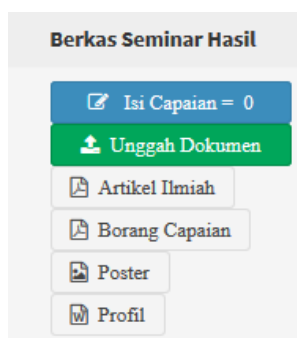 Berkas Seminar Hasil
Isi Capaian = 0
Unggah Dokumen
Artikel Ilmiah
Borang Capaian
Poster
Profil